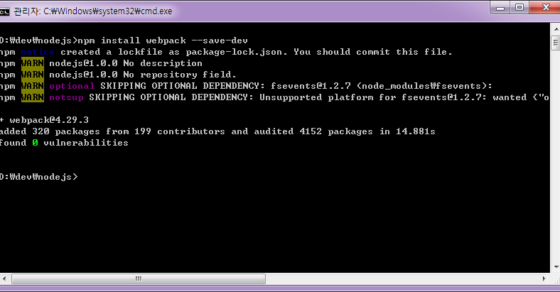 관리자: C:₩Windows₩system32₩cmd.exe
D:₩dev₩nodejs>npm install webpack --save-dev
npm notice created a lockfile as package-lock.json. You should commit this file.
npm WARN nodejs@1.0.0 No description
npm WARN nodejs@1.0.0 No repository field.
npm WARN optional SKIPPING OPTIONAL DEPENDENCY: fsevents@1.2.7 (node_modules₩fsevents):
npm WARN notsup SKIPPING OPTIONAL DEPENDENCY: Unsupported platform for fsevents@1.2.7: wanted {"o
+ webpack@4.29.3
added 320 packages from 199 contributors and audited 4152 packages in 14.881s
found 0 vulnerabilities
D:₩dev₩nodejs>